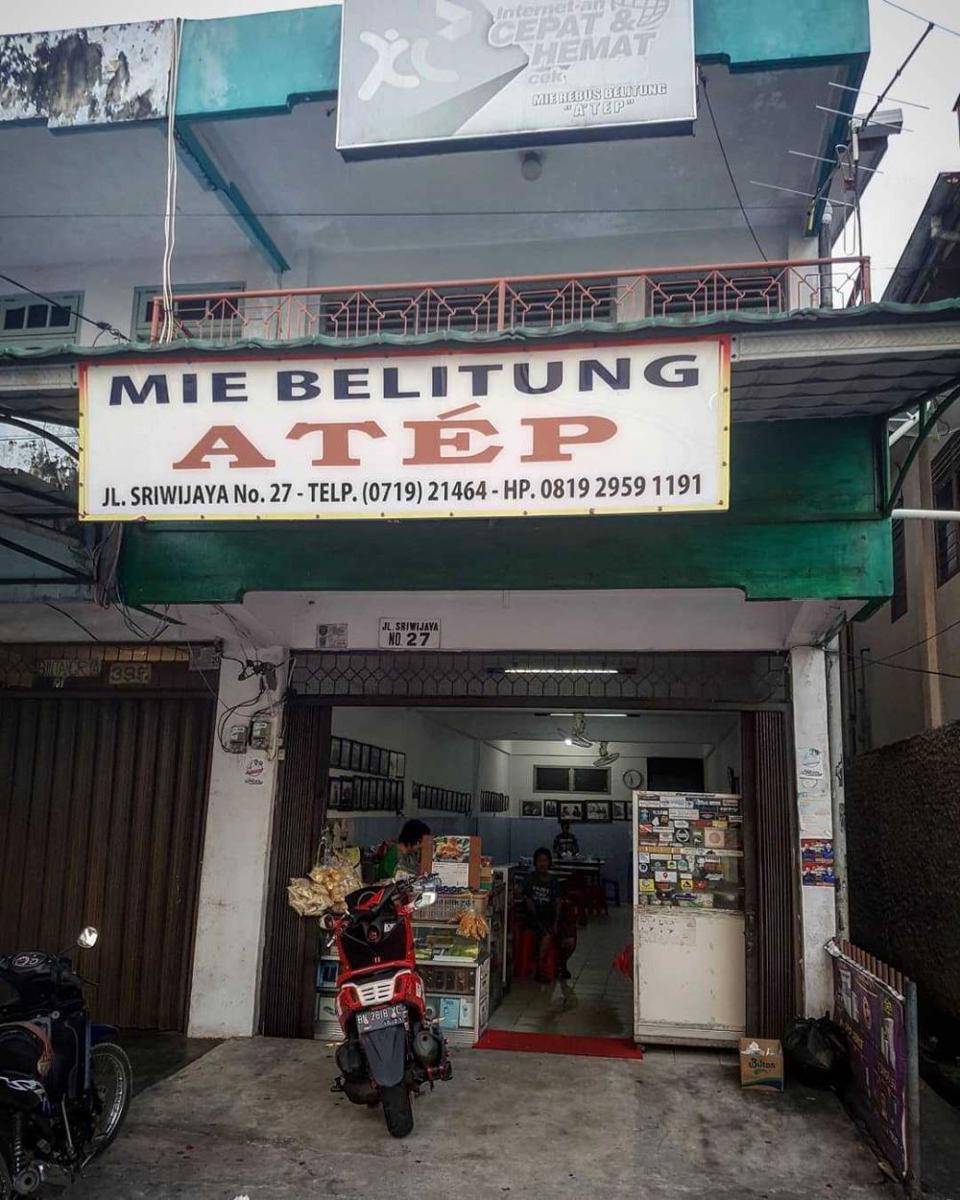 Internet-an
CEPAT &
HEMAT
cék
MIE REBUS BELITUNG
"ATEP"
MIE BELITUNG
ATÉP
JL. SRIWIJAYA No. 27 - TELP. (0719) 21464 - HP. 0819 2959 1191
JL. SRIWIJAYA
NO. 27